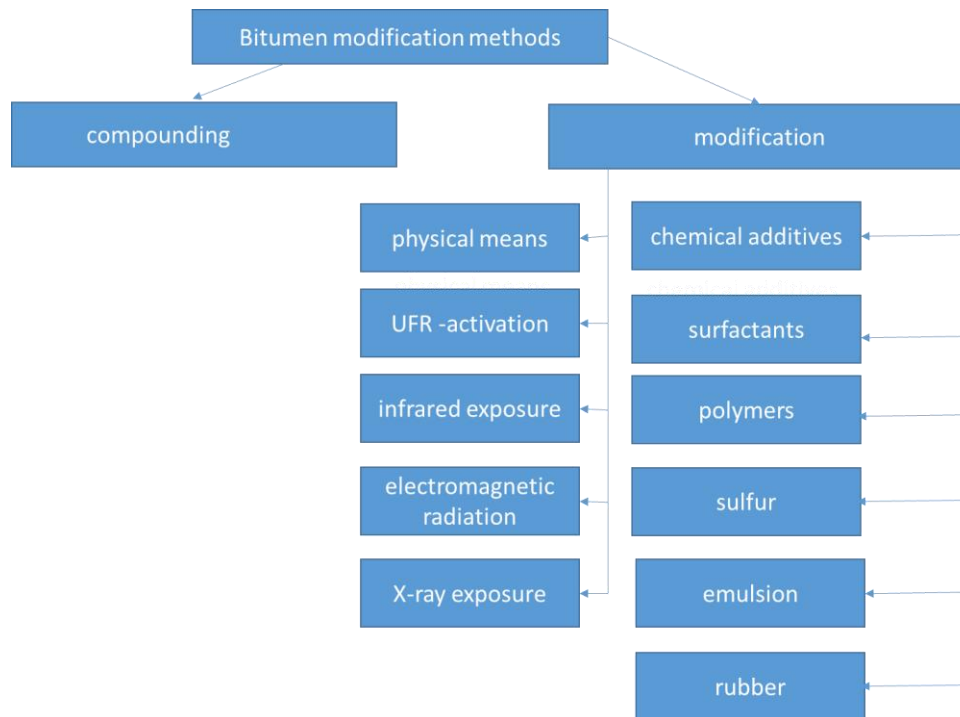 Bitumen modification methods
compounding
modification
physical means
chemical additives
UFR -activation
surfactants
infrared exposure
polymers
electromagnetic
radiation
sulfur
X-ray exposure
emulsion
rubber